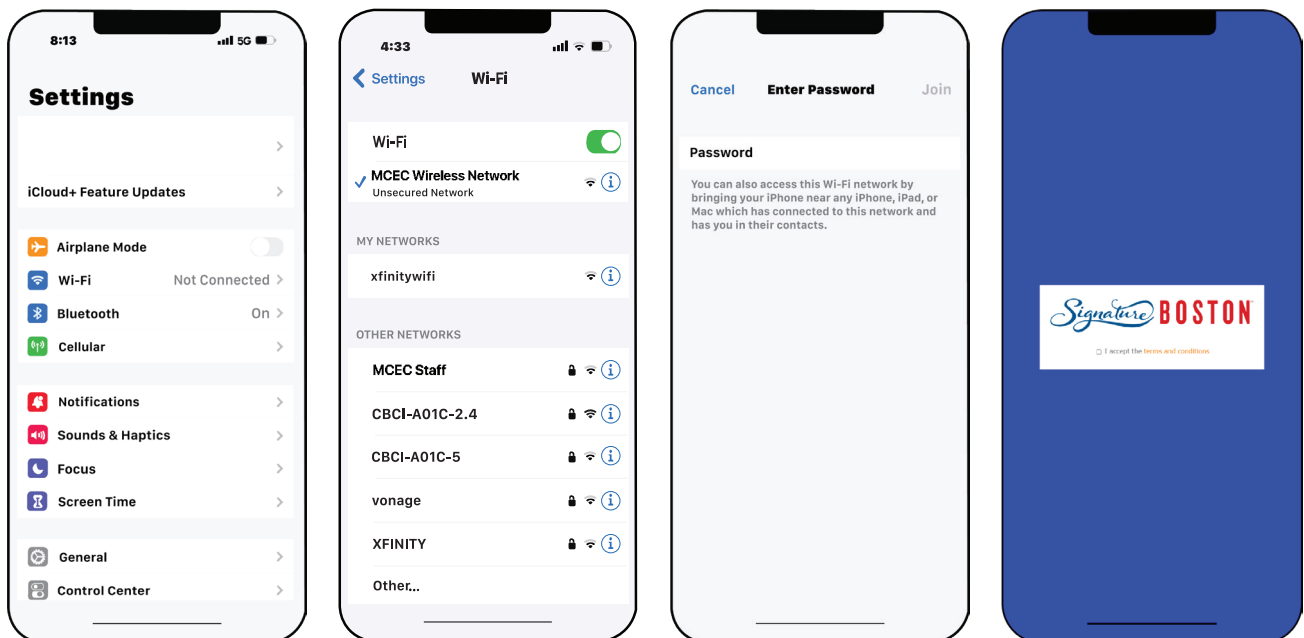 8:13 5G
Settings
iCloud+ Feature Updates
Airplane Mode
Wi-Fi Not Connected
Bluetooth On
Cellular
Notifications
Sounds & Haptics
Focus
Screen Time
General
Control Center
4:33
Settings Wi-Fi
Wi-Fi
MCEC Wireless Network
Unsecured Network
MY NETWORKS
xfinitywifi
OTHER NETWORKS
MCEC Staff
CBCI-A01C-2.4
CBCI-A01C-5
vonage
XFINITY
Other...
Cancel Enter Password Join
Password
You can also access this Wi-Fi network by
bringing your iPhone near any iPhone, iPad, or
Mac which has connected to this network and
has you in their contacts.
Signature BOSTON
I accept the terms and conditions